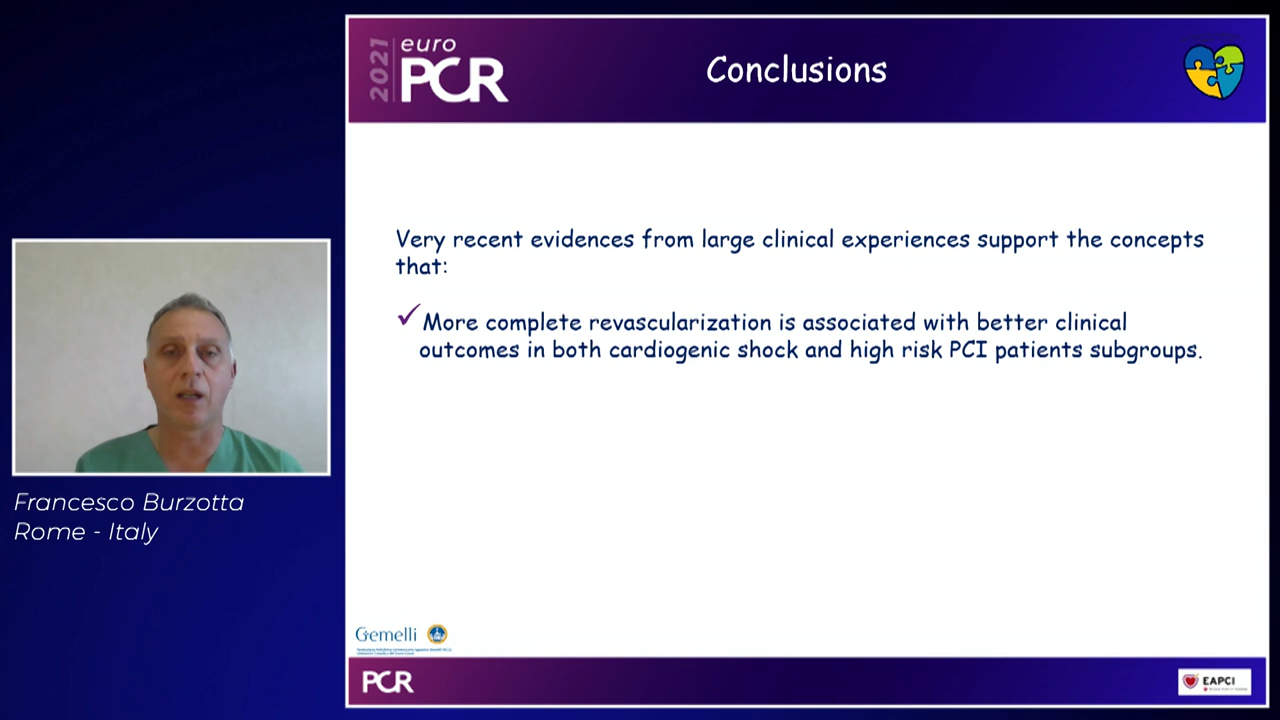 2021
euro
PCR
Conclusions
Very recent evidences from large clinical experiences support the concepts
that:
✓More complete revascularization is associated with better clinical
outcomes in both cardiogenic shock and high risk PCI patients subgroups.
Francesco Burzotta
Rome - Italy
Gemelli
PCR
EAPCI